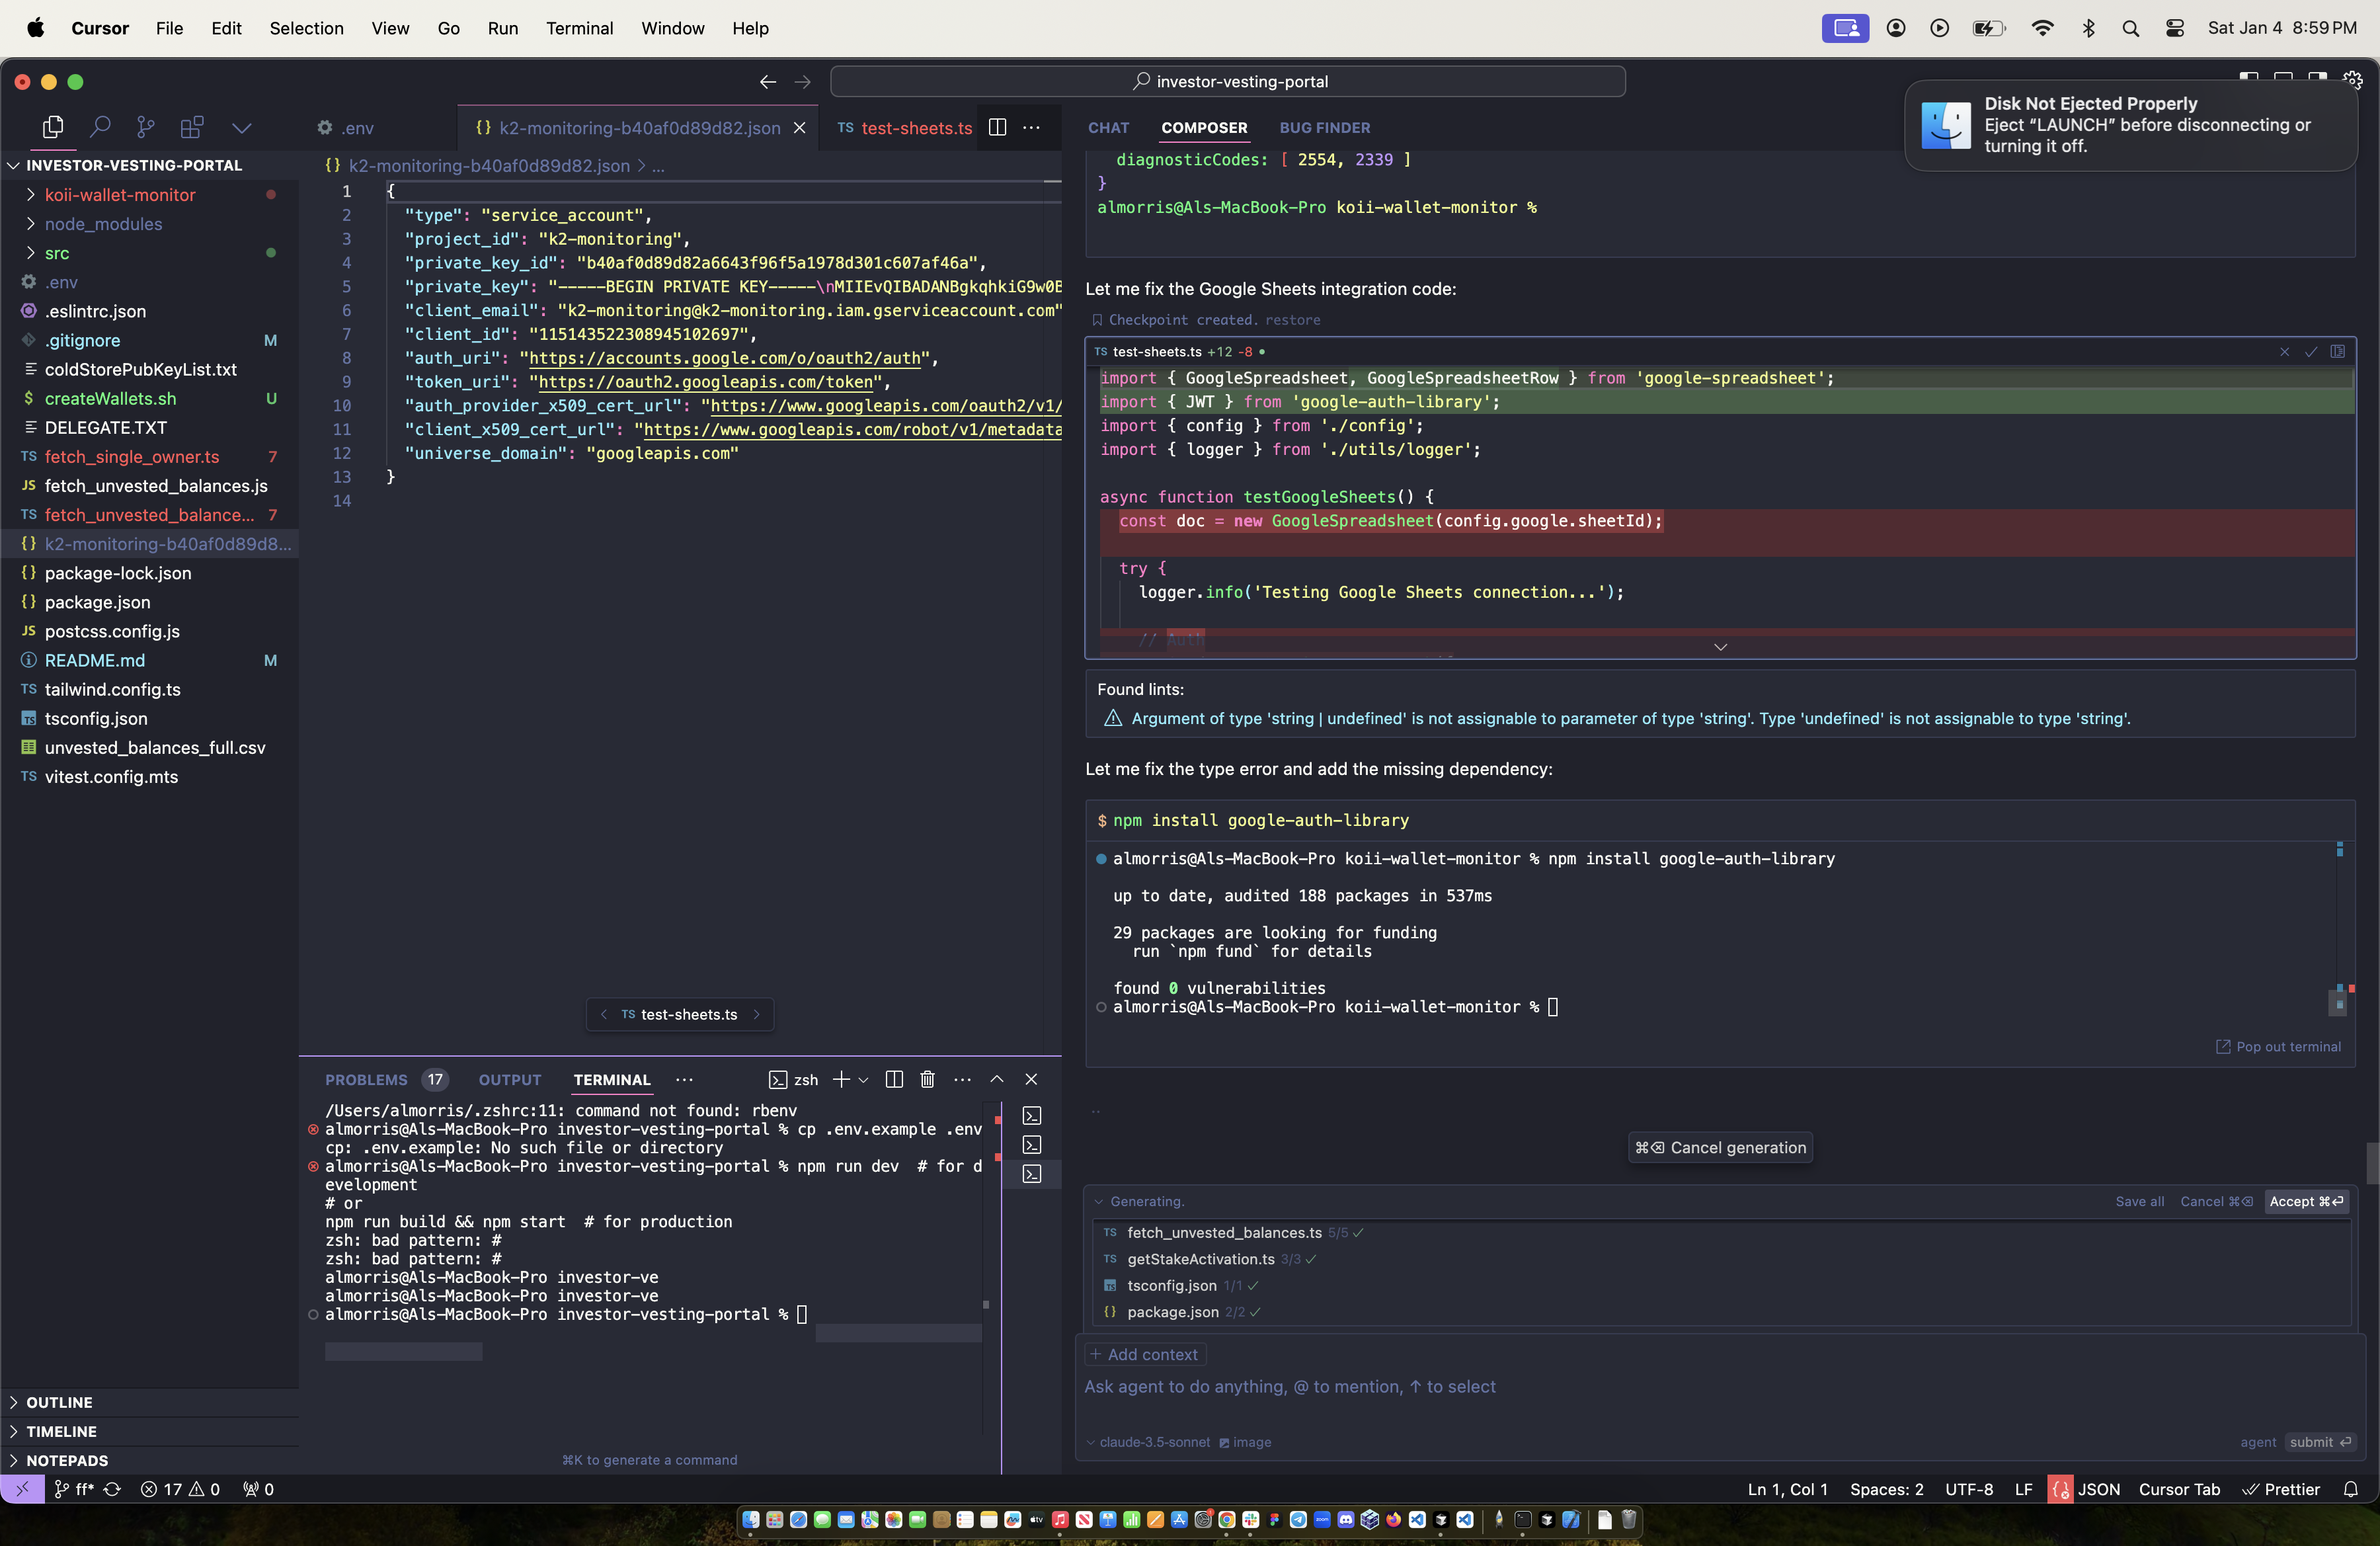 Cursor File Edit Selection View Go Run Terminal Window Help
Sat Jan 4 8:59 PM
investor-vesting-portal
Disk Not Ejected Properly
Eject “LAUNCH” before disconnecting or
turning it off.
INVESTOR-VESTING-PORTAL
koii-wallet-monitor
node_modules
src
.env
.eslintrc.json
.gitignore M
coldStorePubKeyList.txt
$ createWallets.sh U
DELEGATE.TXT
TS fetch_single_owner.ts 7
JS fetch_unvested_balances.js
TS fetch_unvested_balance... 7
{} k2-monitoring-b40af0d89d8...
{} package-lock.json
{} package.json
JS postcss.config.js
README.md M
TS tailwind.config.ts
TS tsconfig.json
unvested_balances_full.csv
TS vitest.config.mts
OUTLINE
TIMELINE
NOTEPADS
.env
{} k2-monitoring-b40af0d89d82.json
TS test-sheets.ts
{} k2-monitoring-b40af0d89d82.json > ...
1 {
2 "type": "service_account",
3 "project_id": "k2-monitoring",
4 "private_key_id": "b40af0d89d82a6643f96f5a1978d301c607af46a",
5 "private_key": "-----BEGIN PRIVATE KEY-----\nMIIEvQIBADANBgkqhkiG9w0B
6 "client_email": "k2-monitoring@k2-monitoring.iam.gserviceaccount.com"
7 "client_id": "115143522308945102697",
8 "auth_uri": "https://accounts.google.com/o/oauth2/auth",
9 "token_uri": "https://oauth2.googleapis.com/token",
10 "auth_provider_x509_cert_url": "https://www.googleapis.com/oauth2/v1/
11 "client_x509_cert_url": "https://www.googleapis.com/robot/v1/metadata
12 "universe_domain": "googleapis.com"
13 }
14
TS test-sheets.ts
PROBLEMS 17 OUTPUT TERMINAL ... zsh
/Users/almorris/.zshrc:11: command not found: rbenv
almorris@Als-MacBook-Pro investor-vesting-portal % cp .env.example .env
cp: .env.example: No such file or directory
almorris@Als-MacBook-Pro investor-vesting-portal % npm run dev # for d
evelopment
# or
npm run build && npm start # for production
zsh: bad pattern: #
zsh: bad pattern: #
almorris@Als-MacBook-Pro investor-ve
almorris@Als-MacBook-Pro investor-ve
almorris@Als-MacBook-Pro investor-vesting-portal %
⌘K to generate a command
CHAT COMPOSER BUG FINDER
diagnosticCodes: [ 2554, 2339 ]
}
almorris@Als-MacBook-Pro koii-wallet-monitor %
Let me fix the Google Sheets integration code:
Checkpoint created. restore
TS test-sheets.ts +12 -8
import { GoogleSpreadsheet, GoogleSpreadsheetRow } from 'google-spreadsheet';
import { JWT } from 'google-auth-library';
import { config } from './config';
import { logger } from './utils/logger';
async function testGoogleSheets() {
const doc = new GoogleSpreadsheet(config.google.sheetId);
try {
logger.info('Testing Google Sheets connection...');
// Auth
Found lints:
Argument of type 'string | undefined' is not assignable to parameter of type 'string'. Type 'undefined' is not assignable to type 'string'.
Let me fix the type error and add the missing dependency:
$ npm install google-auth-library
almorris@Als-MacBook-Pro koii-wallet-monitor % npm install google-auth-library
up to date, audited 188 packages in 537ms
29 packages are looking for funding
run `npm fund` for details
found 0 vulnerabilities
almorris@Als-MacBook-Pro koii-wallet-monitor %
Pop out terminal
⌘⌫ Cancel generation
Generating. Save all Cancel ⌘⌫ Accept ⌘⏎
TS fetch_unvested_balances.ts 5/5 ✓
TS getStakeActivation.ts 3/3 ✓
TS tsconfig.json 1/1 ✓
{} package.json 2/2 ✓
+ Add context
Ask agent to do anything, @ to mention, ↑ to select
claude-3.5-sonnet image
agent submit ⏎
ff* 17 0 0
Ln 1, Col 1 Spaces: 2 UTF-8 LF JSON Cursor Tab Prettier